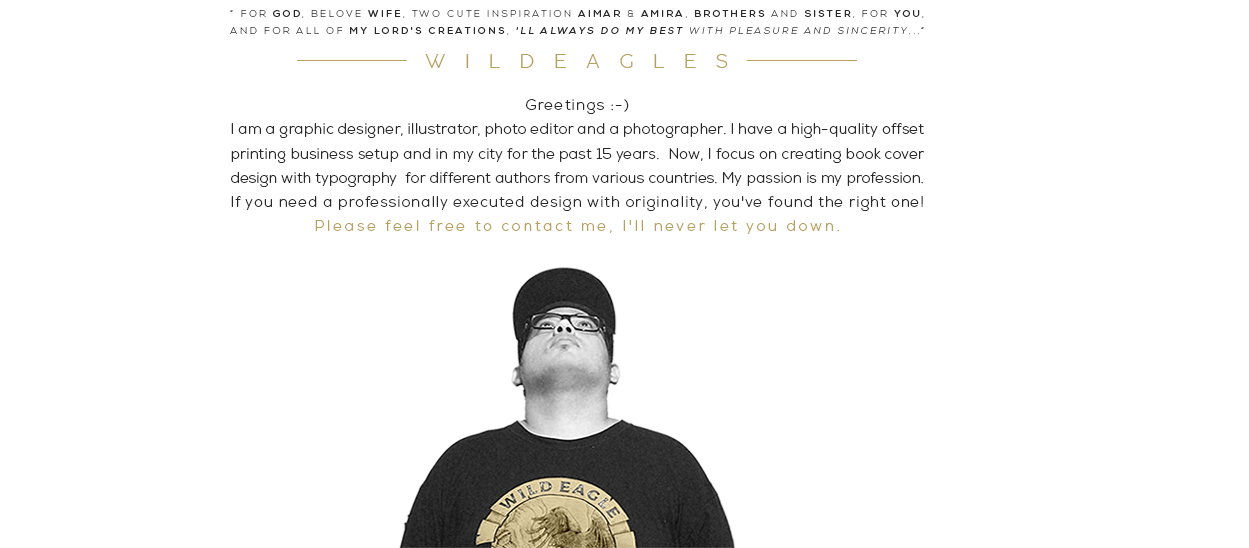 “ FOR GOD, BELOVE WIFE, TWO CUTE INSPIRATION AIMAR & AMIRA, BROTHERS AND SISTER, FOR YOU,
AND FOR ALL OF MY LORD'S CREATIONS, 'LL ALWAYS DO MY BEST WITH PLEASURE AND SINCERITY...“
WILDEAGLES
Greetings :-)
I am a graphic designer, illustrator, photo editor and a photographer. I have a high-quality offset
printing business setup and in my city for the past 15 years. Now, I focus on creating book cover
design with typography for different authors from various countries. My passion is my profession.
If you need a professionally executed design with originality, you've found the right one!
Please feel free to contact me, I'll never let you down.
WILD EAGLE